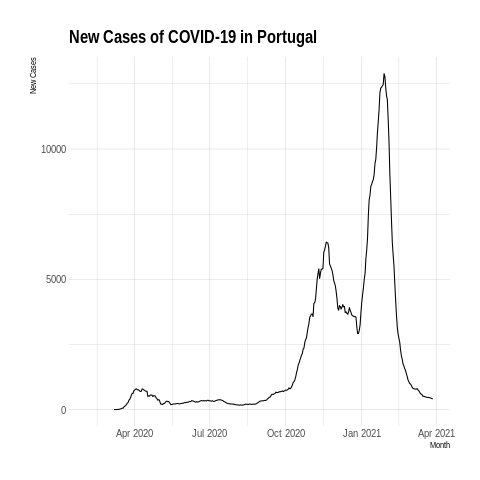 New Cases of COVID-19 in Portugal
New Cases
10000
5000
0
Apr 2020 Jul 2020 Oct 2020 Jan 2021 Apr 2021
Month